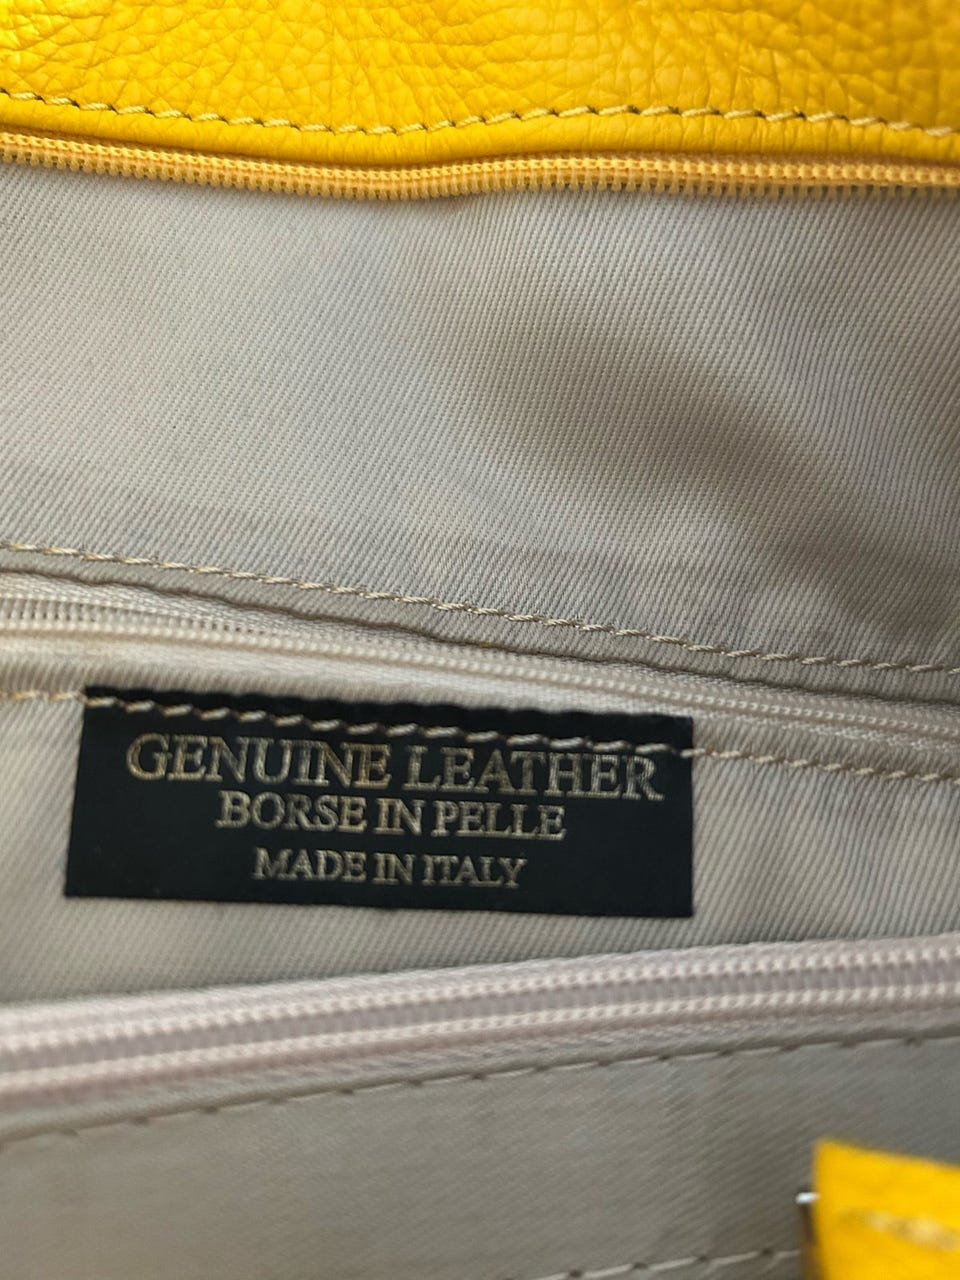 GENUINE LEATHER
BORSE IN PELLE
MADE IN ITALY